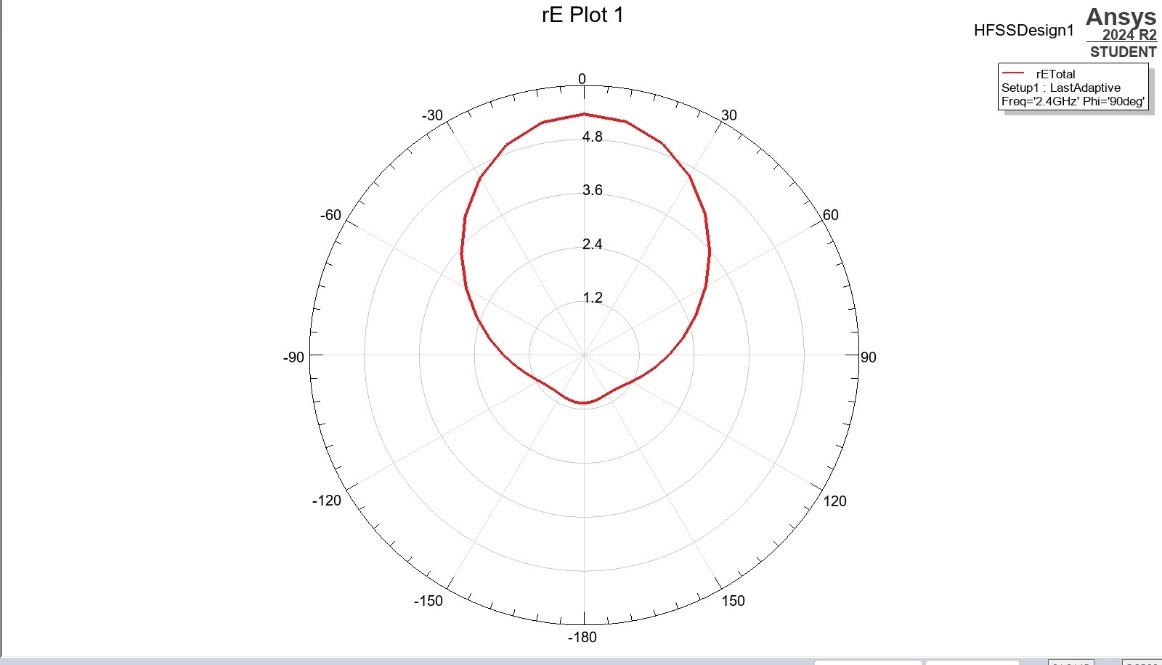 rE Plot 1
HFSSDesign1
Ansys
2024 R2
STUDENT
rETotal
Setup1 : LastAdaptive
Freq='2.4GHz' Phi='90deg'
0
-30
30
4.8
3.6
-60
60
2.4
1.2
-90
90
-120
120
-150
150
-180